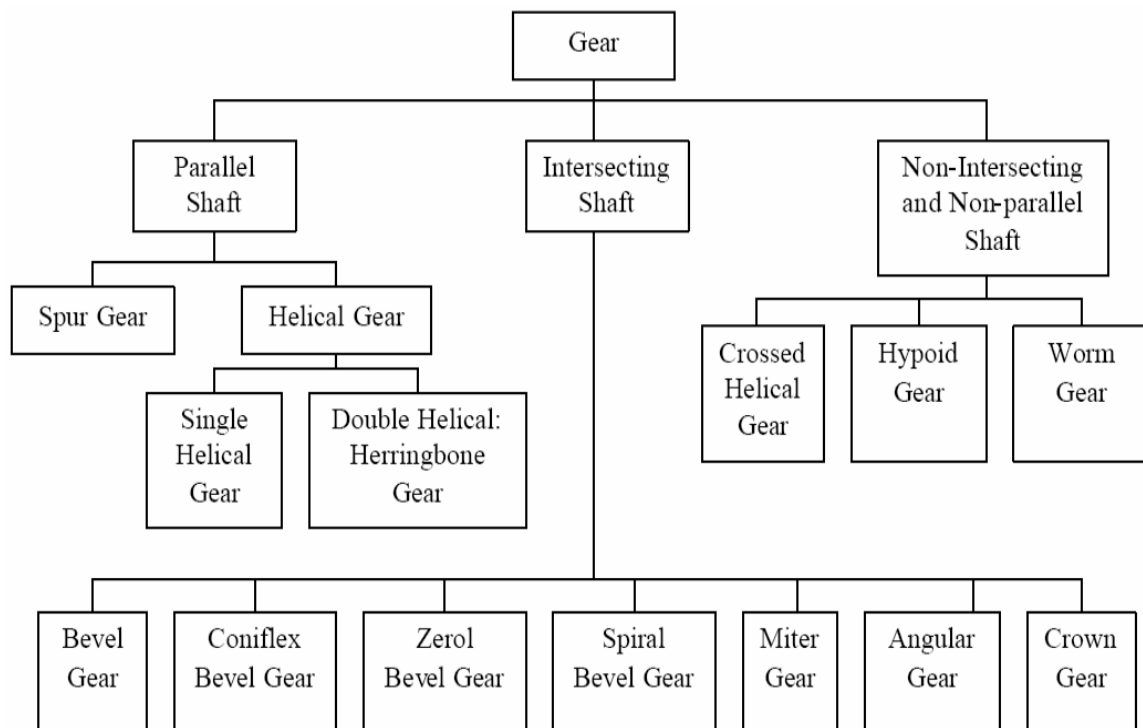 Gear
Parallel
Shaft
Intersecting
Shaft
Non-Intersecting
and Non-parallel
Shaft
Spur Gear
Helical Gear
Crossed
Helical
Gear
Hypoid
Gear
Worm
Gear
Single
Helical
Gear
Double Helical:
Herringbone
Gear
Bevel
Gear
Coniflex
Bevel Gear
Zerol
Bevel Gear
Spiral
Bevel Gear
Miter
Gear
Angular
Gear
Crown
Gear